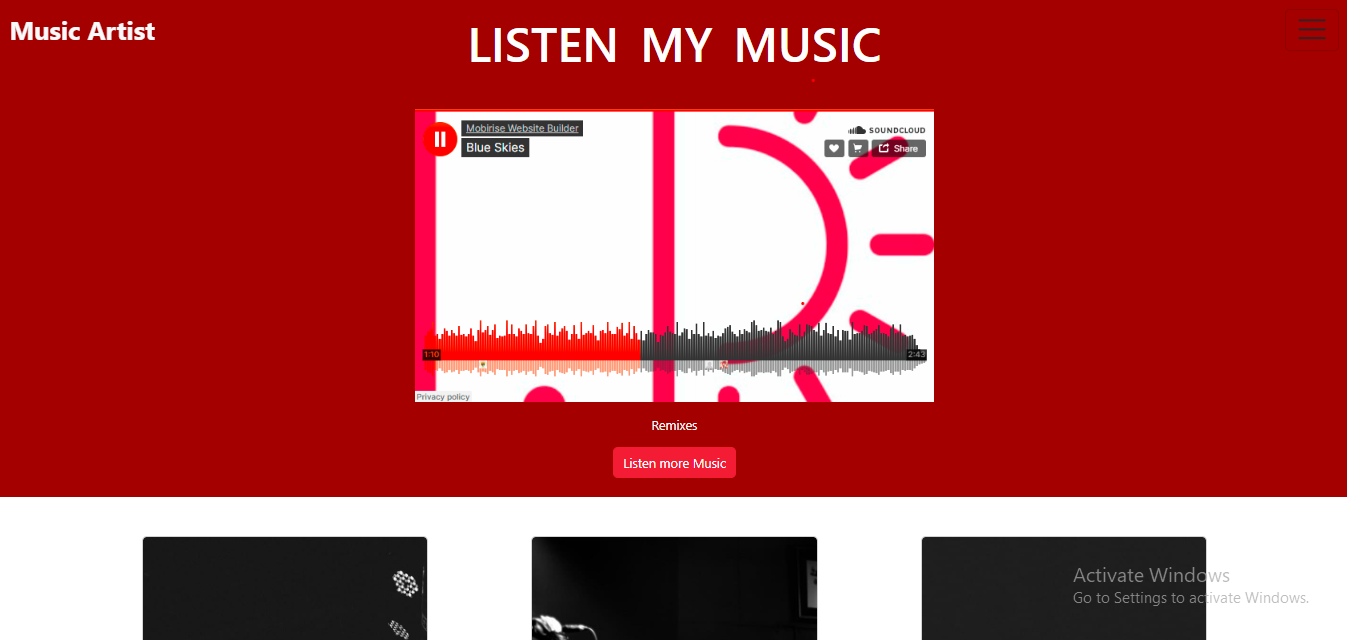 Music Artist
LISTEN MY MUSIC
Mobirise Website Builder
Blue Skies
SOUNDCLOUD
Share
1:10
2:43
Privacy policy
Remixes
Listen more Music
Activate Windows
Go to Settings to activate Windows.